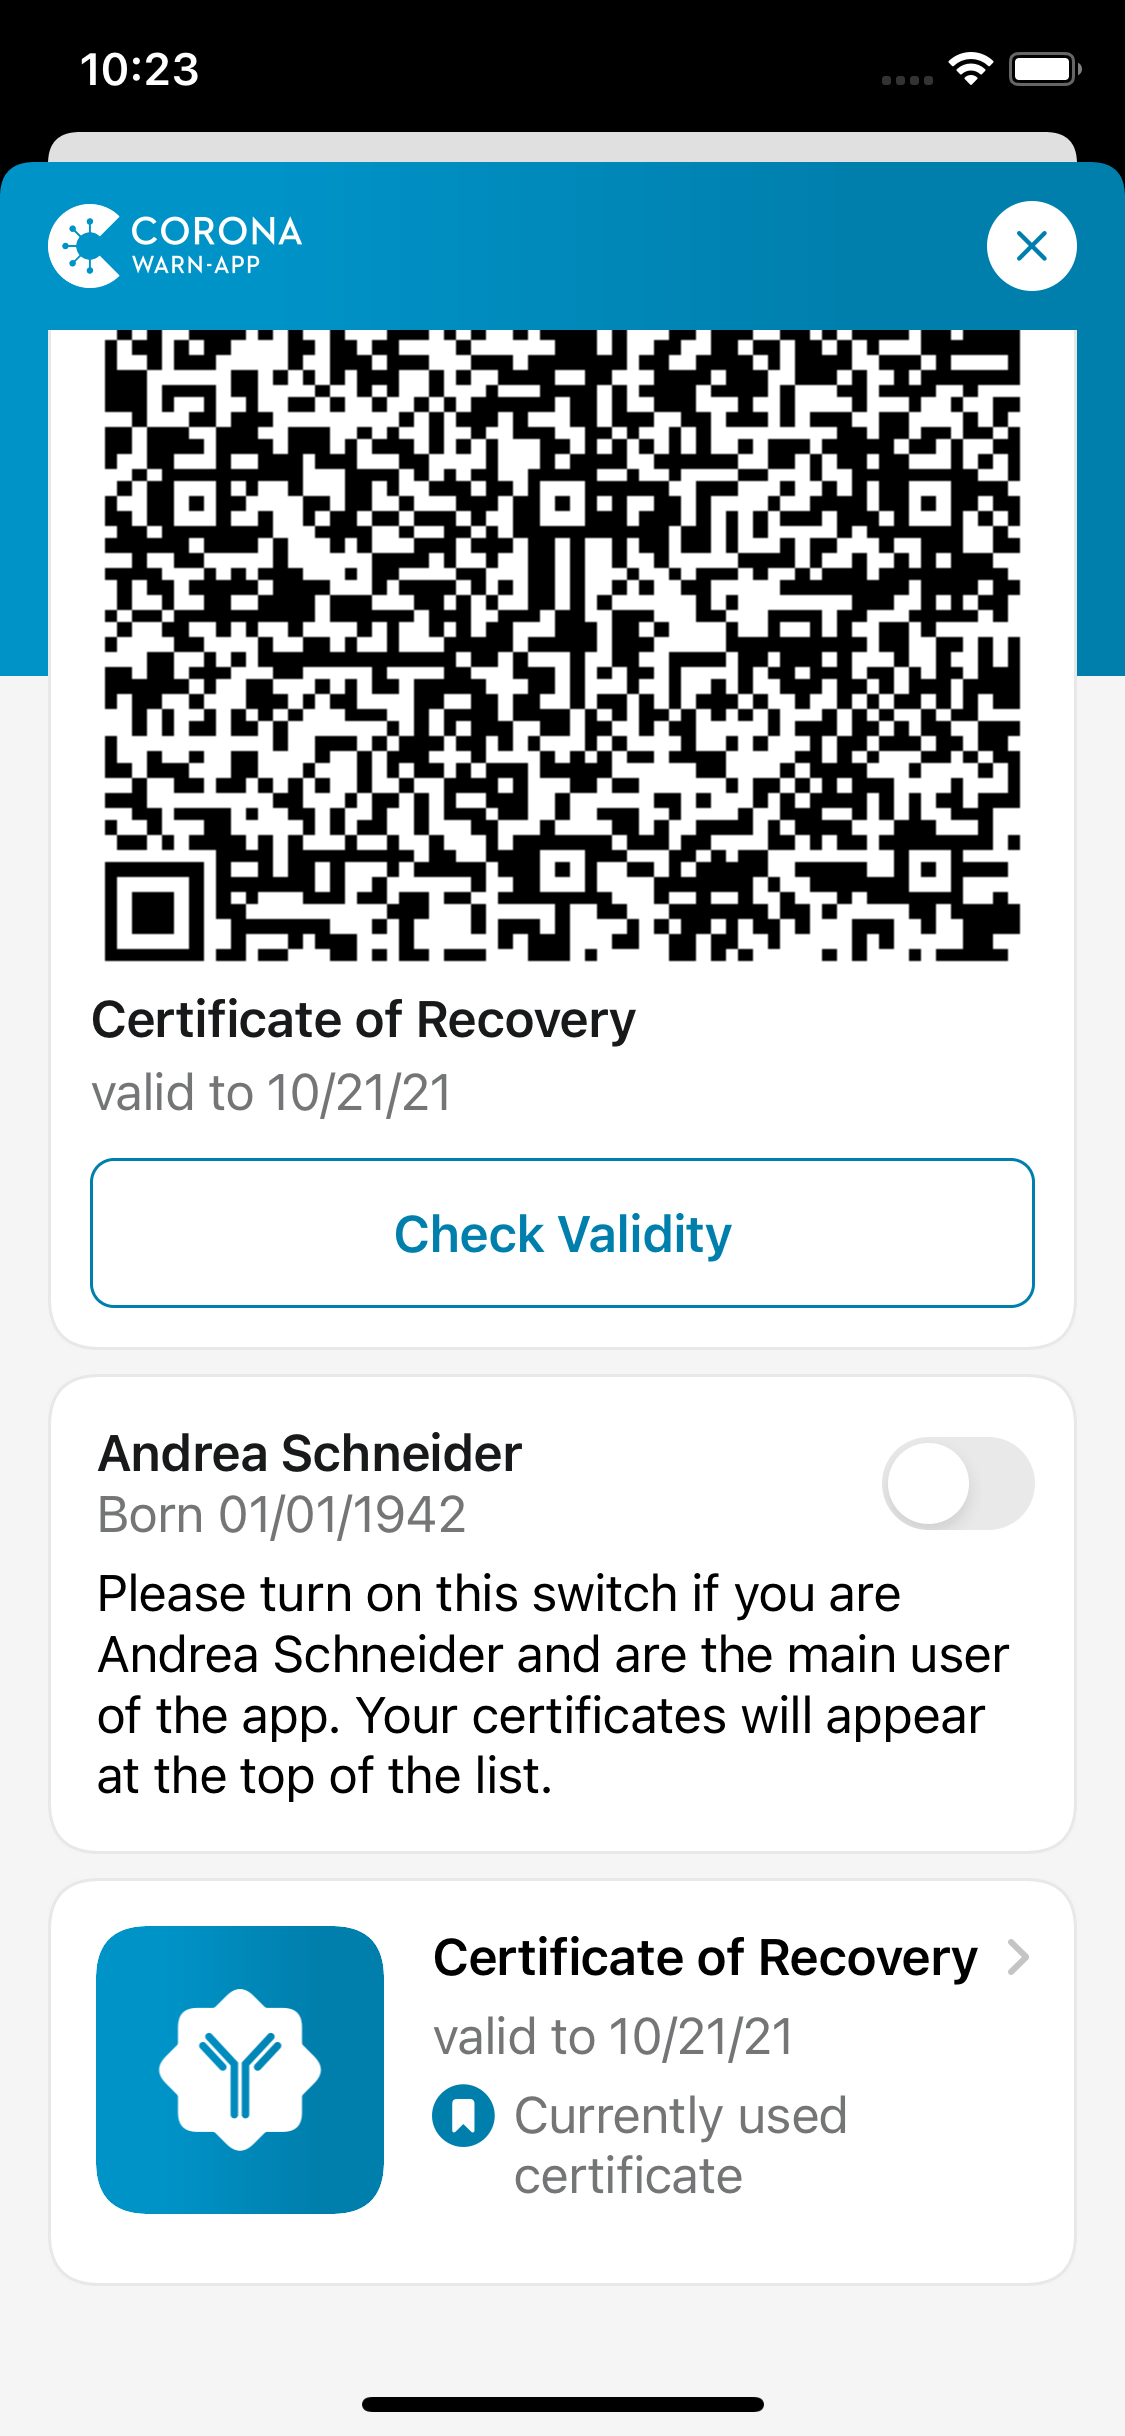 10:23
CORONA
WARN-APP
Certificate of Recovery
valid to 10/21/21
Check Validity
Andrea Schneider
Born 01/01/1942
Please turn on this switch if you are
Andrea Schneider and are the main user
of the app. Your certificates will appear
at the top of the list.
Certificate of Recovery
valid to 10/21/21
Currently used
certificate